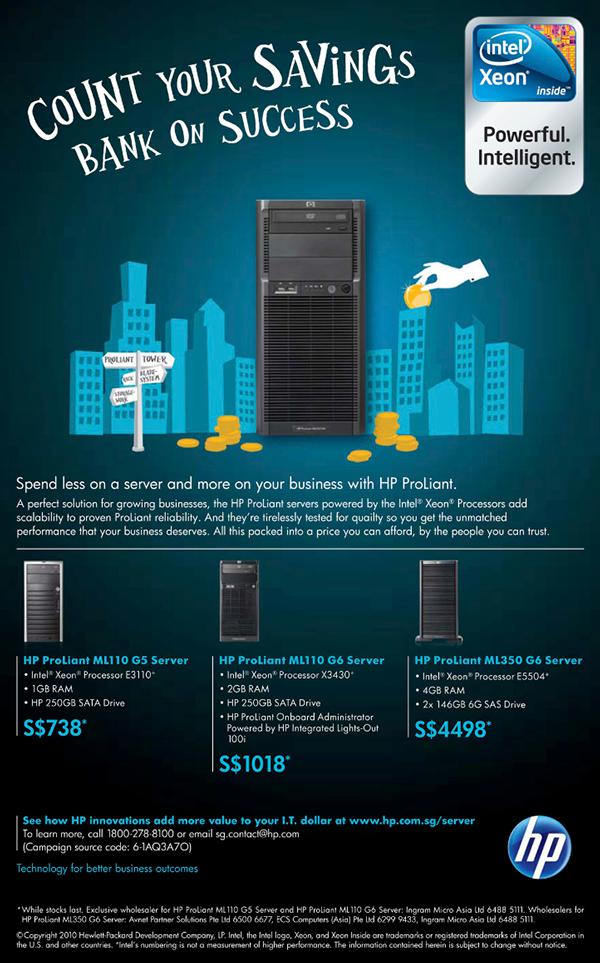 COUNT YOUR SAVINGS
BANK ON SUCCESS
intel
Xeon®
inside™
Powerful.
Intelligent.
hp
PROLIANT TOWER
RACK BLADE-
SYSTEM
STORAGE-
WORK
Spend less on a server and more on your business with HP ProLiant.
A perfect solution for growing businesses, the HP ProLiant servers powered by the Intel® Xeon® Processors add
scalability to proven ProLiant reliability. And they're tirelessly tested for quailty so you get the unmatched
performance that your business deserves. All this packed into a price you can afford, by the people you can trust.
HP ProLiant ML110 G5 Server
• Intel® Xeon® Processor E3110+
• 1GB RAM
• HP 250GB SATA Drive
S$738*
HP ProLiant ML110 G6 Server
• Intel® Xeon® Processor X3430+
• 2GB RAM
• HP 250GB SATA Drive
• HP ProLiant Onboard Administrator
Powered by HP Integrated Lights-Out
100i
S$1018*
HP ProLiant ML350 G6 Server
• Intel® Xeon® Processor E5504+
• 4GB RAM
• 2x 146GB 6G SAS Drive
S$4498*
See how HP innovations add more value to your I.T. dollar at www.hp.com.sg/server
To learn more, call 1800-278-8100 or email sg.contact@hp.com
(Campaign source code: 6-1AQ3A7O)
Technology for better business outcomes
hp
*While stocks last. Exclusive wholesaler for HP ProLiant ML110 G5 Server and HP ProLiant ML110 G6 Server: Ingram Micro Asia Ltd 6488 5111. Wholesalers for
HP ProLiant ML350 G6 Server: Avnet Partner Solutions Pte Ltd 6500 6677, ECS Computers (Asia) Pte Ltd 6299 9433, Ingram Micro Asia Ltd 6488 5111.
©Copyright 2010 Hewlett-Packard Development Company, LP. Intel, the Intel logo, Xeon, and Xeon Inside are trademarks or registered trademarks of Intel Corporation in
the U.S. and other countries. +Intel's numbering is not a measurement of higher performance. The information contained herein is subject to change without notice.